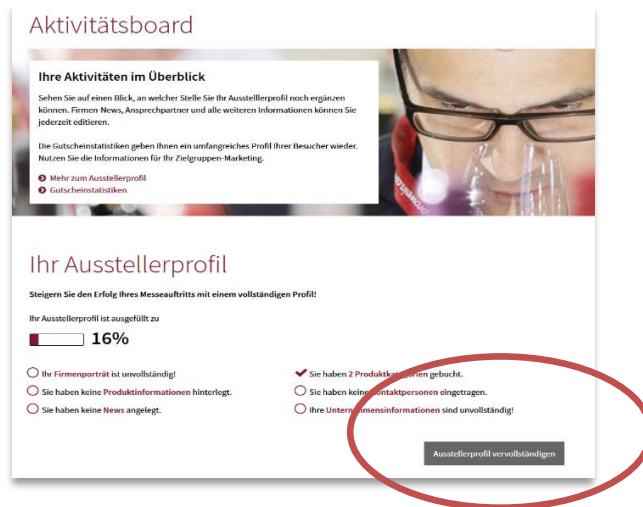 Aktivitätsboard
Ihre Aktivitäten im Überblick
Sehen Sie auf einen Blick, an welcher Stelle Sie Ihr Ausstelllerprofil noch ergänzen
können. Firmen-News, Ansprechpartner und alle weiteren Informationen können Sie
jederzeit editieren.
Die Gutscheinstatistiken geben Ihnen ein umfangreiches Profil Ihrer Besucher wieder.
Nutzen Sie die Informationen für Ihr Zielgruppen-Marketing.
Mehr zum Ausstellerprofil
Gutscheinstatistiken
Ihr Ausstellerprofil
Steigern Sie den Erfolg Ihres Messeauftritts mit einem vollständigen Profil!
Ihr Ausstellerprofil ist ausgefüllt zu
16%
Ihr Firmenporträt ist unvollständig!
Sie haben keine Produktinformationen hinterlegt.
Sie haben keine News angelegt.
Sie haben 2 Produktkategorien gebucht.
Sie haben keine Kontaktpersonen eingetragen.
Ihre Unternehmensinformationen sind unvollständig!
Ausstellerprofil vervollständigen